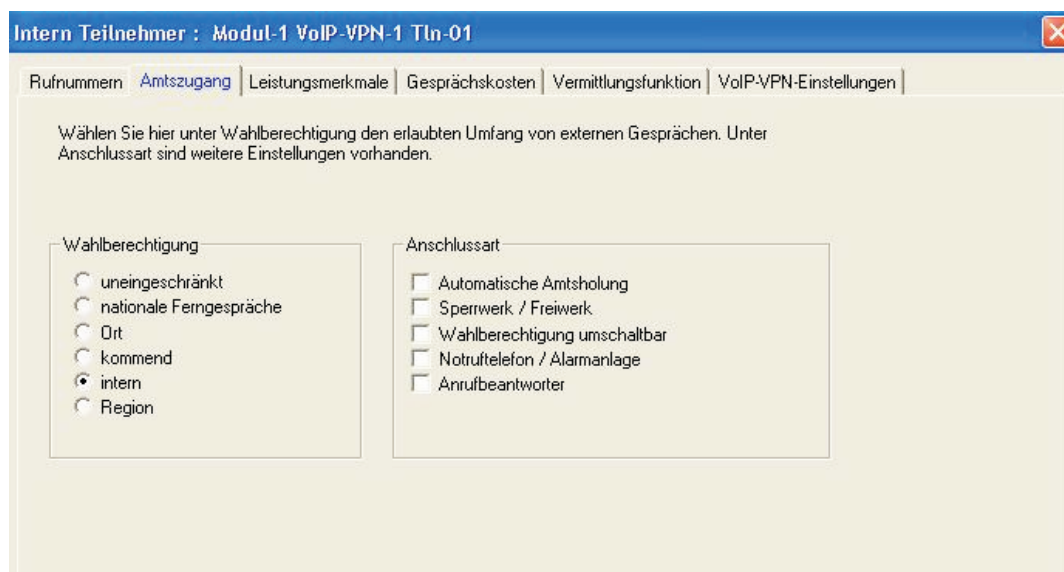 Intern Teilnehmer : Modul-1 VoIP-VPN-1 Tln-01
Rufnummern Amtszugang Leistungsmerkmale Gesprächskosten Vermittlungsfunktion VoIP-VPN-Einstellungen
Wählen Sie hier unter Wahlberechtigung den erlaubten Umfang von externen Gesprächen. Unter
Anschlussart sind weitere Einstellungen vorhanden.
Wahlberechtigung
uneingeschränkt
nationale Ferngespräche
Ort
kommend
intern
Region
Anschlussart
Automatische Amtsholung
Sperrwerk / Freiwerk
Wahlberechtigung umschaltbar
Notruftelefon / Alarmanlage
Anrufbeantworter